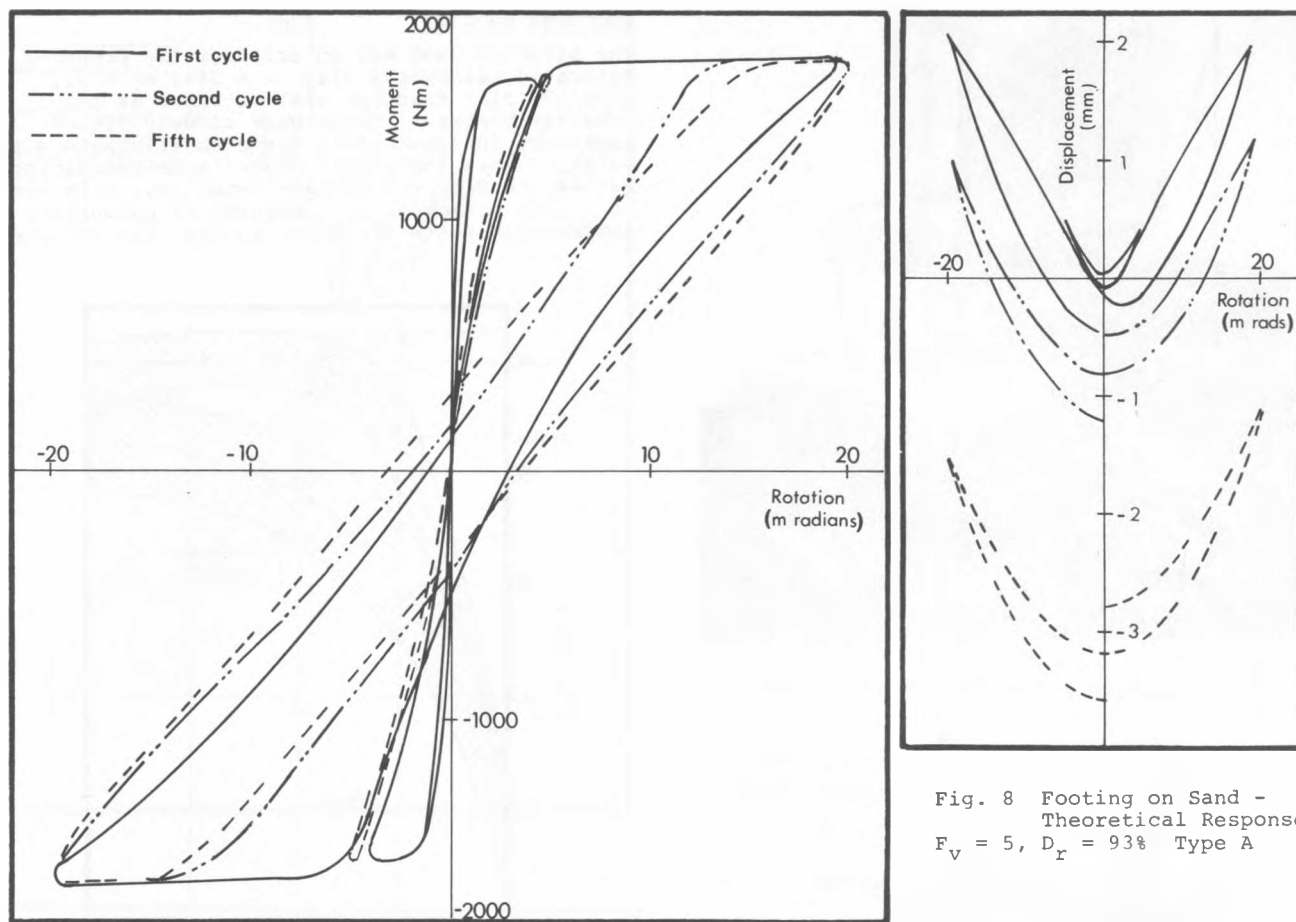 First cycle
Second cycle
Fifth cycle
2000
Moment
(Nm)
1000
-20
-10
10
20
Rotation
(m radians)
-1000
-2000
2
Displacement
(mm)
1
-20
20
Rotation
(m rads)
-1
-2
-3
Fig. 8 Footing on Sand -
Theoretical Response
F_v = 5, D_r = 93% Type A